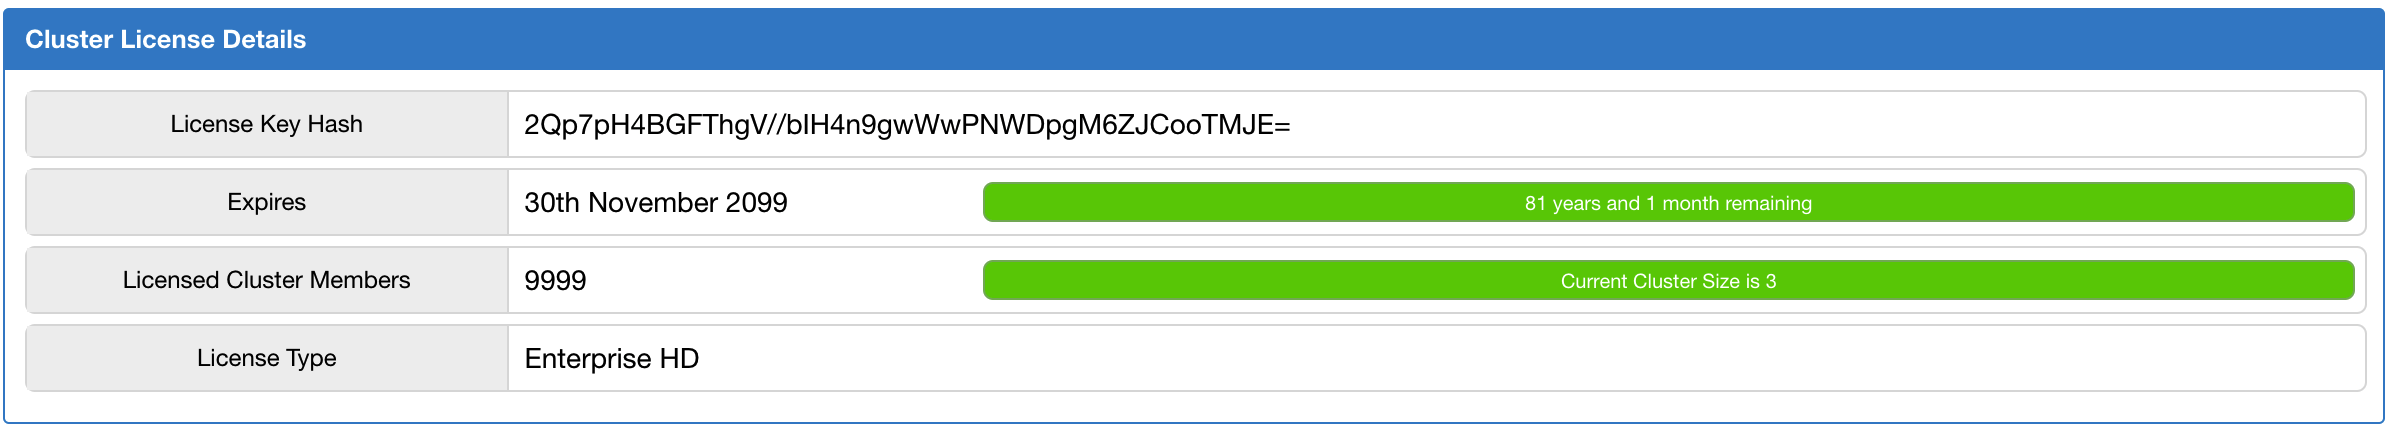 Cluster License Details
License Key Hash 2Qp7pH4BGFThgV//bIH4n9gwWwPNWDpgM6ZJCooTMJE=
Expires 30th November 2099 81 years and 1 month remaining
Licensed Cluster Members 9999 Current Cluster Size is 3
License Type Enterprise HD